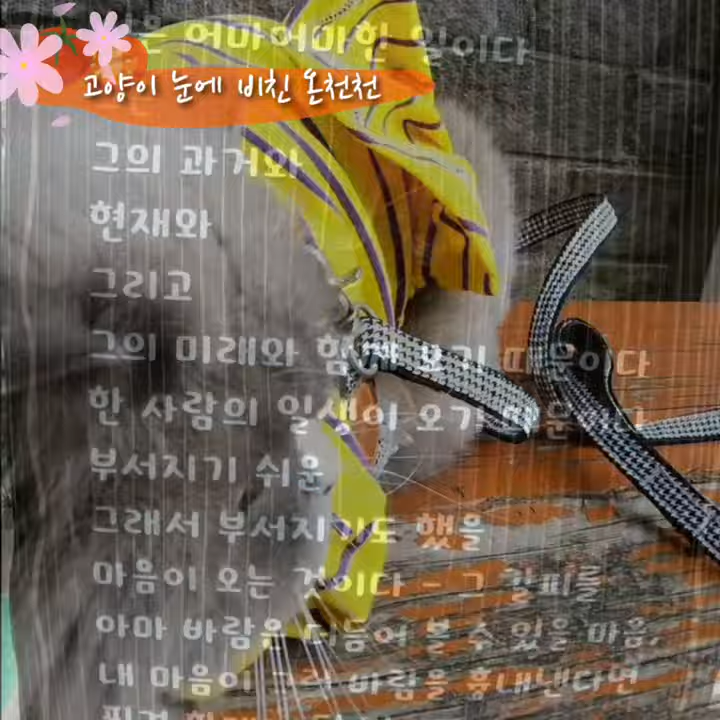 은 어마어마한 일이다
고양이 눈에 비친 온천천
그의 과거와
현재와
그리고
그의 미래와 함께 오기 때문이다
한 사람의 일생이 오기 때문이다
부서지기 쉬운
그래서 부서지기도 했을
마음이 오는 것이다 - 그 갈피를
아마 바람은 더듬어 볼 수 있을 마음,
내 마음이 그런 바람을 흉내낸다면
필경